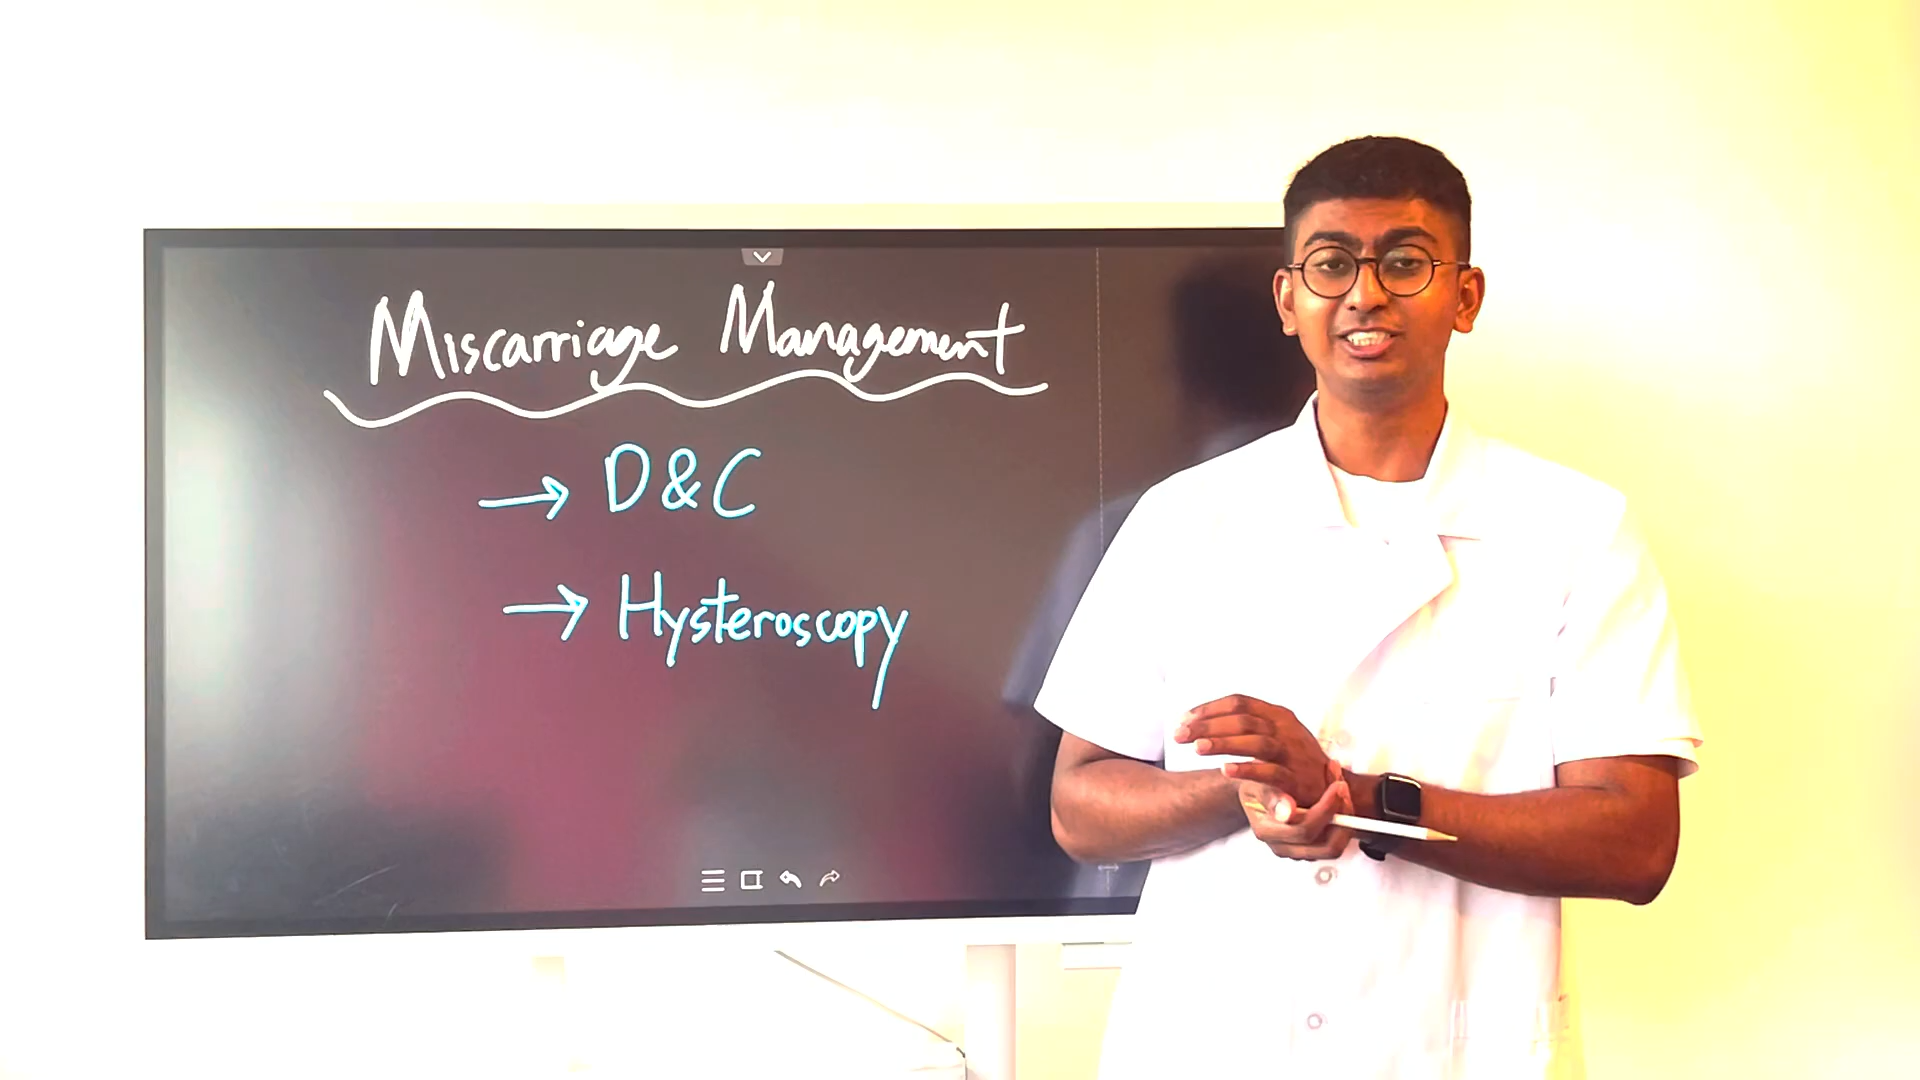 Miscarriage Management
→ D&C
→ Hysteroscopy